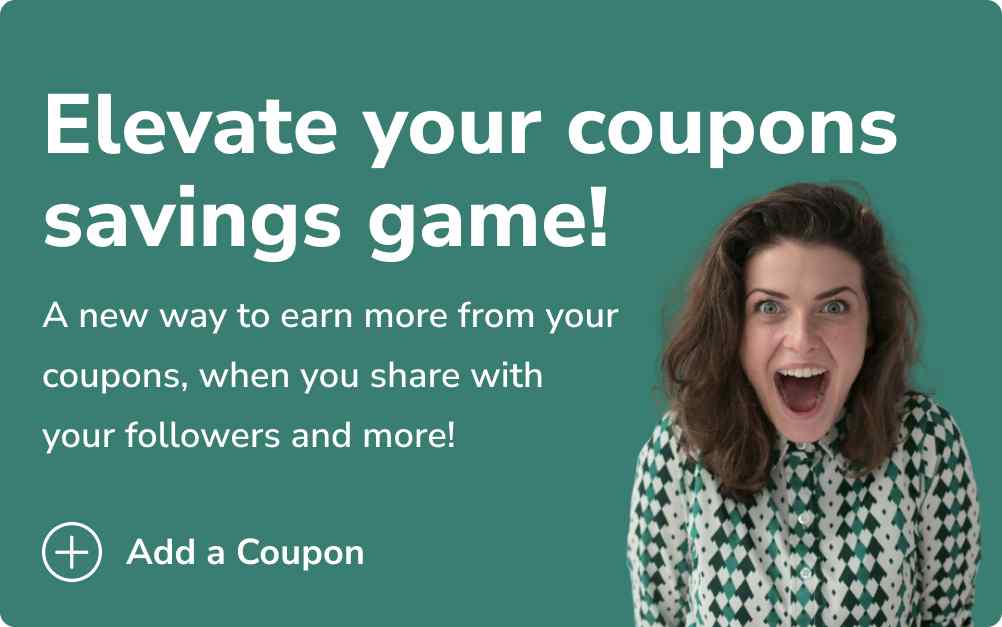 Elevate your coupons
savings game!
A new way to earn more from your
coupons, when you share with
your followers and more!
Add a Coupon